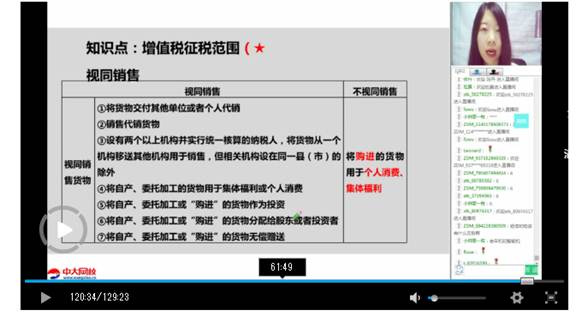 知识点：增值税征税范围（★
视同销售
视同销售
不视同销售
视同销
售货物
①将货物交付其他单位或者个人代销
②销售代销货物
③设有两个以上机构并实行统一核算的纳税人，将货物从一个
机构移送其他机构用于销售，但相关机构设在同一县（市）的
除外
④将自产、委托加工的货物用于集体福利或个人消费
⑤将自产、委托加工或“购进”的货物作为投资
⑥将自产、委托加工或“购进”的货物分配给股东或者投资者
⑦将自产、委托加工或“购进”的货物无偿赠送
将购进的货物
用于个人消费、
集体福利
中大网校
61:49
120:34/129:23